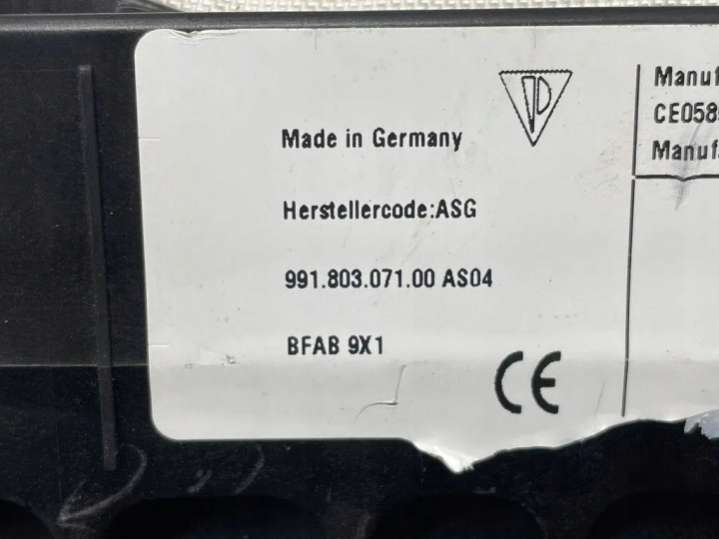 Made in Germany
Herstellercode:ASG
991.803.071.00 AS04
BFAB 9X1
CE
Manuf
CE058
Manuf